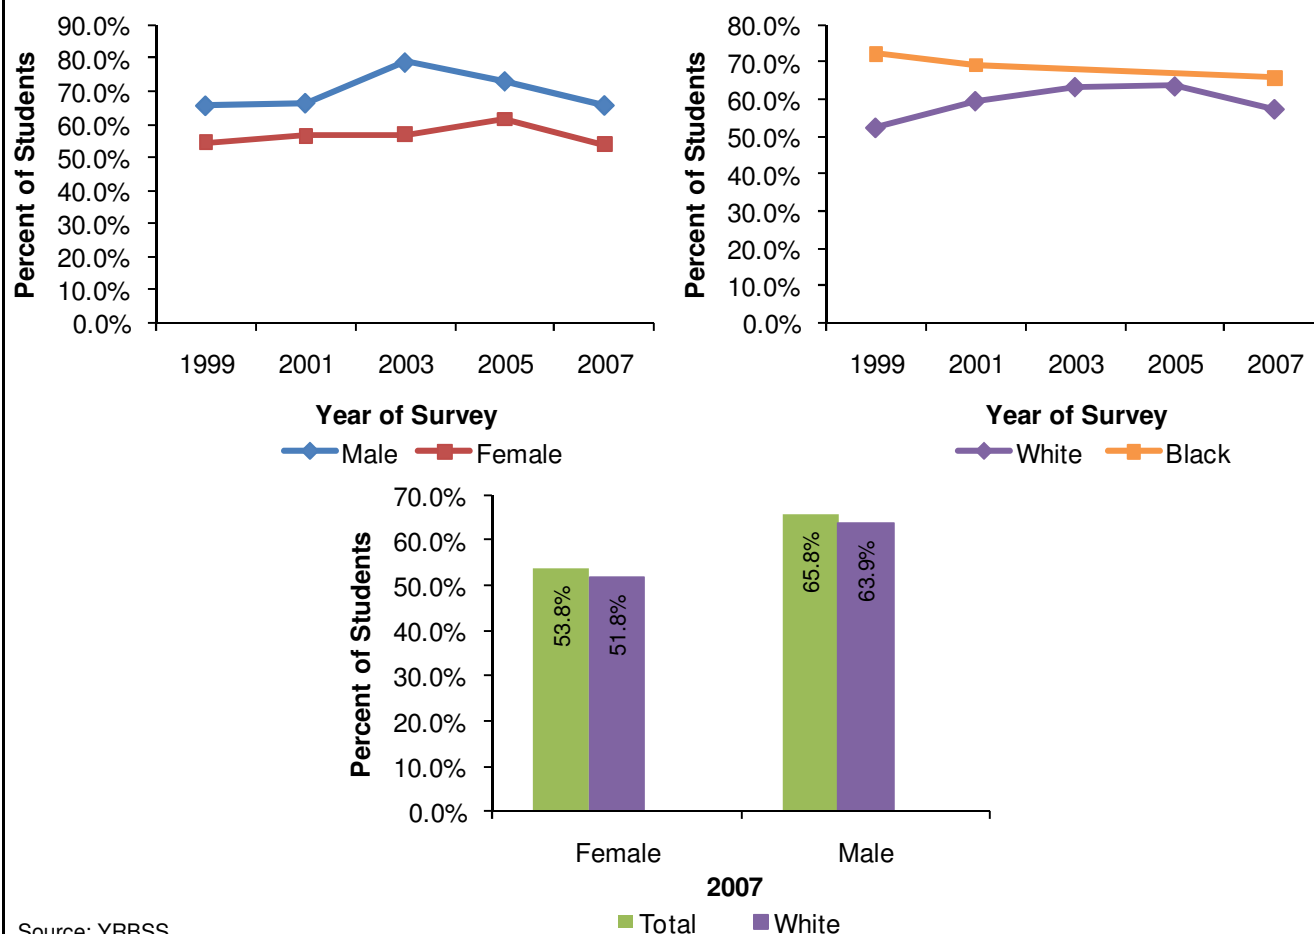 90.0%
80.0%
70.0%
60.0%
50.0%
40.0%
30.0%
20.0%
10.0%
0.0%
Percent of Students
1999 2001 2003 2005 2007
Year of Survey
Male Female
80.0%
70.0%
60.0%
50.0%
40.0%
30.0%
20.0%
10.0%
0.0%
Percent of Students
1999 2001 2003 2005 2007
Year of Survey
White Black
70.0%
60.0%
50.0%
40.0%
30.0%
20.0%
10.0%
0.0%
Percent of Students
53.8%
51.8%
65.8%
63.9%
Female Male
2007
Total White
Source: YRBSS